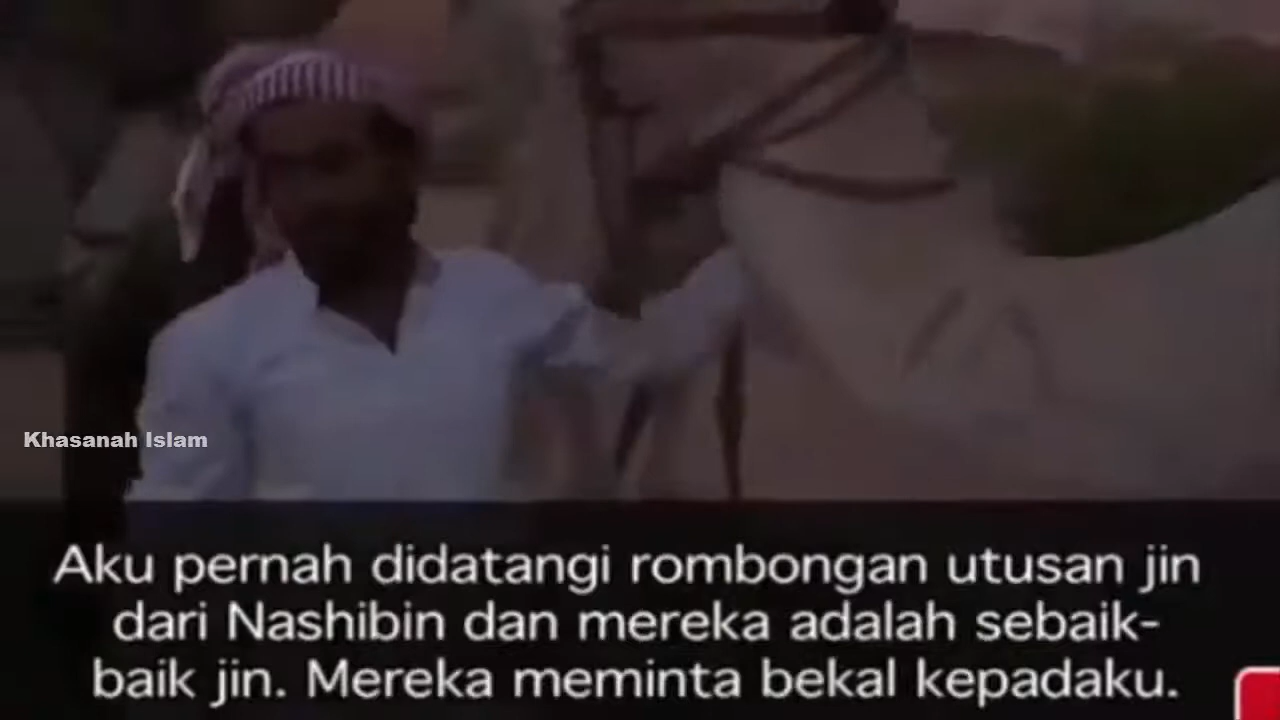 Khasanah Islam
Aku pernah didatangi rombongan utusan jin
dari Nashibin dan mereka adalah sebaik-
baik jin. Mereka meminta bekal kepadaku.